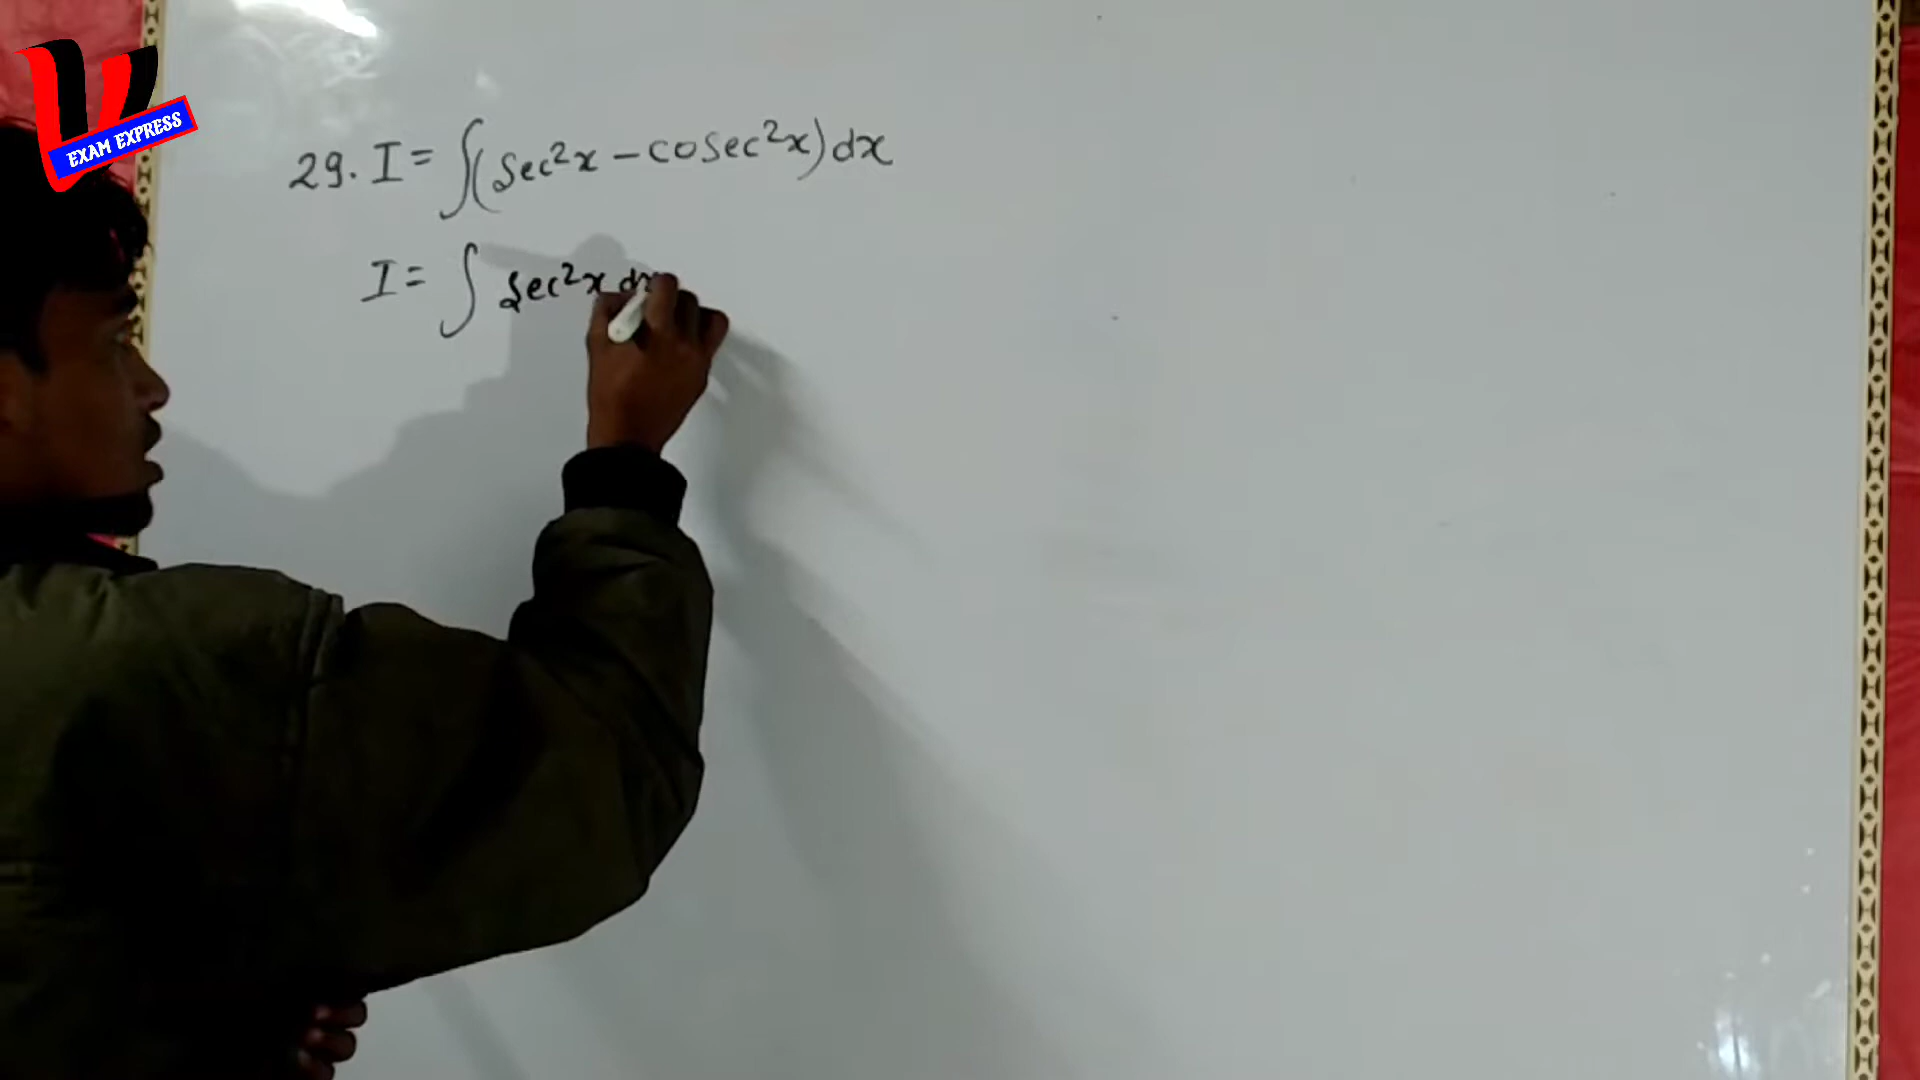 EXAM EXPRESS
29. I = ∫(sec²x − cosec²x)dx
I = ∫ sec²x dx